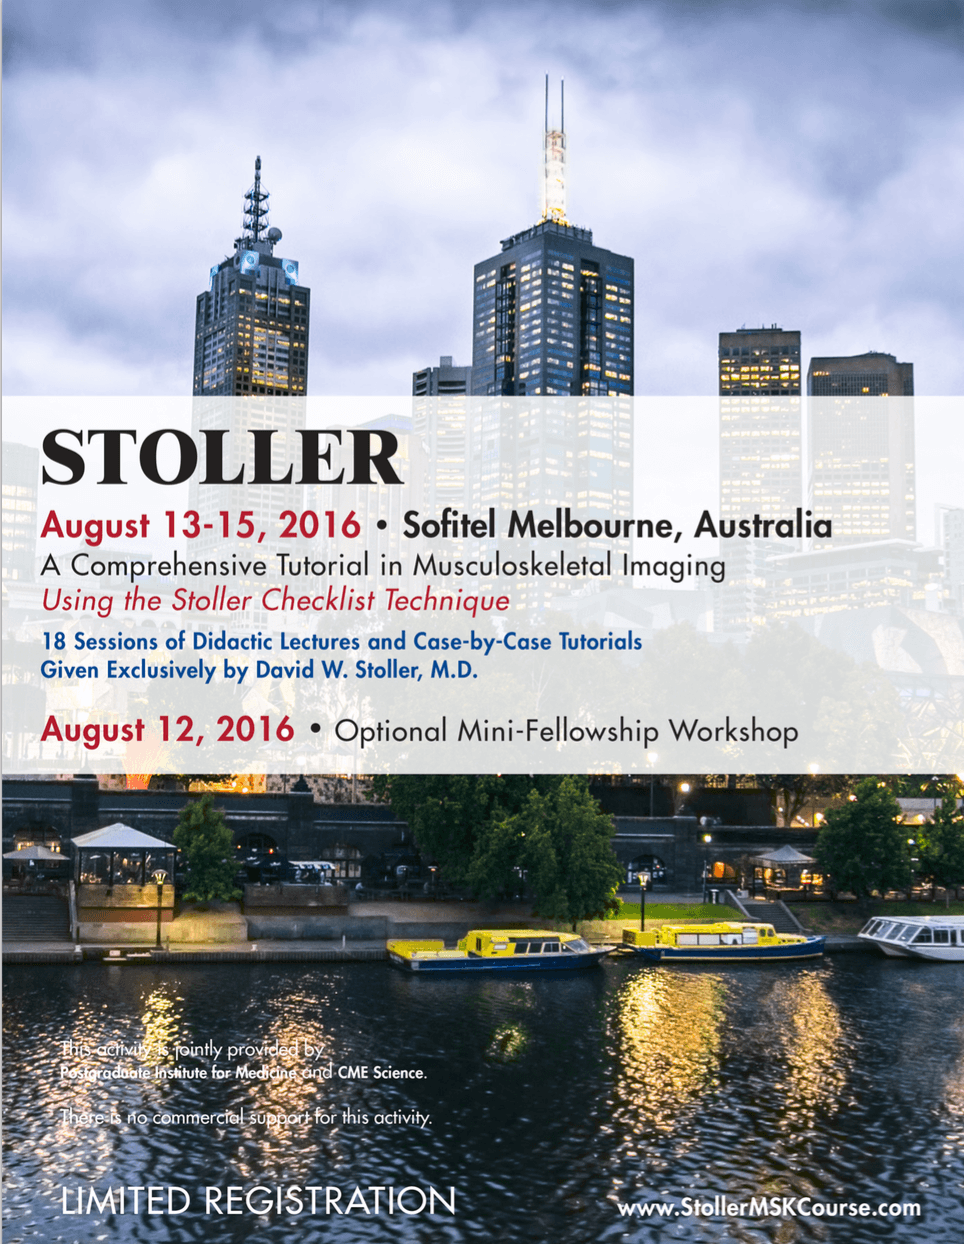 STOLLER
August 13-15, 2016 • Sofitel Melbourne, Australia
A Comprehensive Tutorial in Musculoskeletal Imaging
Using the Stoller Checklist Technique
18 Sessions of Didactic Lectures and Case-by-Case Tutorials
Given Exclusively by David W. Stoller, M.D.
August 12, 2016 • Optional Mini-Fellowship Workshop
This activity is jointly provided by
Postgraduate Institute for Medicine and CME Science.
There is no commercial support for this activity.
LIMITED REGISTRATION
www.StollerMSKCourse.com